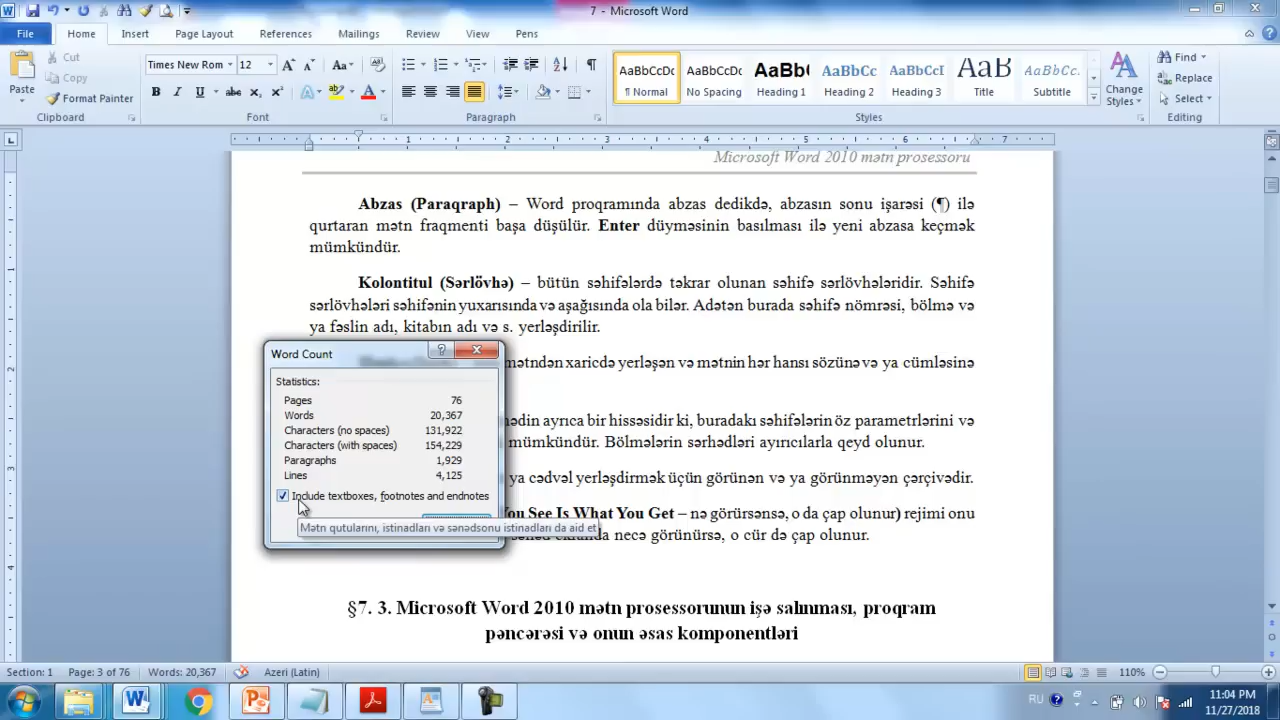 7 - Microsoft Word
File Home Insert Page Layout References Mailings Review View Pens
Paste
Cut
Copy
Format Painter
Clipboard
Times New Rom 12
Font
Paragraph
AaBbCcDc AaBbCcDc AaBbC AaBbCc AaBbCcI AaB AaBbCc.
¶ Normal No Spacing Heading 1 Heading 2 Heading 3 Title Subtitle
Styles
Change Styles
Find
Replace
Select
Editing
1 2 3 4 5 6 7
Microsoft Word 2010 mətn prosessoru
Abzas (Paraqraph) – Word proqramında abzas dedikdə, abzasın sonu işarəsi (¶) ilə
qurtaran mətn fraqmenti başa düşülür. Enter düyməsinin basılması ilə yeni abzasa keçmək
mümkündür.
Kolontitul (Sərlövhə) – bütün səhifələrdə təkrar olunan səhifə sərlövhələridir. Səhifə
sərlövhələri səhifənin yuxarısında və aşağısında ola bilər. Adətən burada səhifə nömrəsi, bölmə və
ya fəslin adı, kitabın adı və s. yerləşdirilir.
mətndən xaricdə yerləşən və mətnin hər hansı sözünə və ya cümləsinə
ədin ayrıca bir hissəsidir ki, buradakı səhifələrin öz parametrlərini və
mümkündür. Bölmələrin sərhədləri ayırıcılarla qeyd olunur.
ya cədvəl yerləşdirmək üçün görünən və ya görünməyən çərçivədir.
You See Is What You Get – nə görürsənsə, o da çap olunur) rejimi onu
necə görünürsə, o cür də çap olunur.
§7. 3. Microsoft Word 2010 mətn prosessorunun işə salınması, proqram
pəncərəsi və onun əsas komponentləri
Word Count
Statistics:
Pages 76
Words 20,367
Characters (no spaces) 131,922
Characters (with spaces) 154,229
Paragraphs 1,929
Lines 4,125
Include textboxes, footnotes and endnotes
Mətn qutularını, istinadları və sənədsonu istinadları da aid et
Section: 1 Page: 3 of 76 Words: 20,367 Azeri (Latin) 110%
RU 11:04 PM
11/27/2018